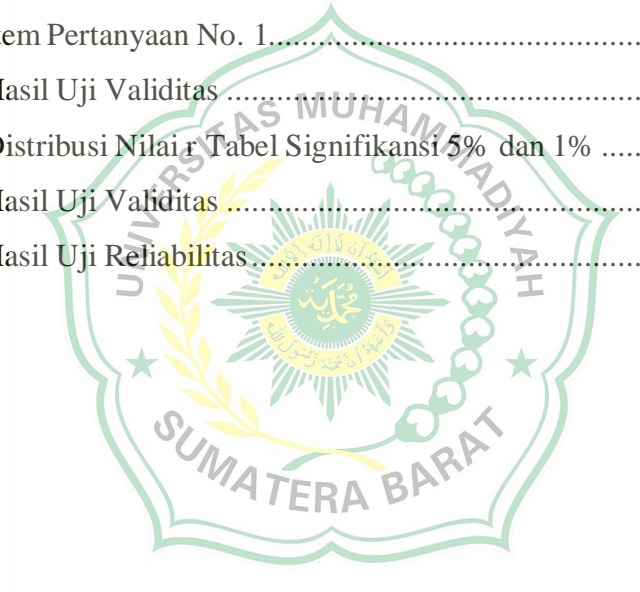 tem Pertanyaan No. 1......................................
Hasil Uji Validitas ..........................................
Distribusi Nilai r Tabel Signifikansi 5% dan 1% ......
Hasil Uji Validitas ..........................................
Hasil Uji Reliabilitas.......................................
UNIVERSITAS MUHAMMADIYAH
محمدية
SUMATERA BARAT